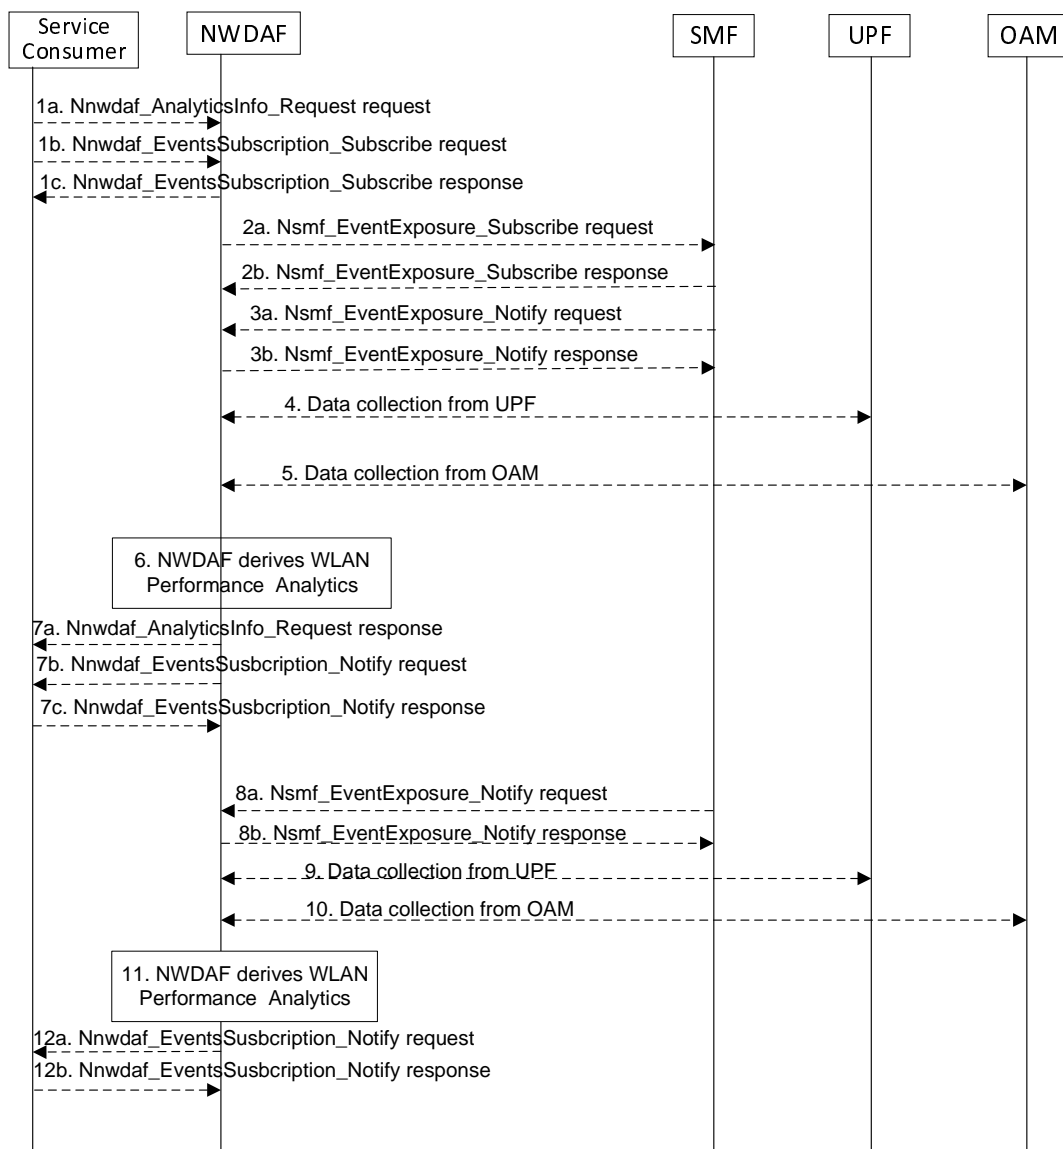 Service
Consumer
NWDAF
SMF
UPF
OAM
1a. Nnwdaf_AnalyticsInfo_Request request
1b. Nnwdaf_EventsSubscription_Subscribe request
1c. Nnwdaf_EventsSubscription_Subscribe response
2a. Nsmf_EventExposure_Subscribe request
2b. Nsmf_EventExposure_Subscribe response
3a. Nsmf_EventExposure_Notify request
3b. Nsmf_EventExposure_Notify response
4. Data collection from UPF
5. Data collection from OAM
6. NWDAF derives WLAN
Performance Analytics
7a. Nnwdaf_AnalyticsInfo_Request response
7b. Nnwdaf_EventsSusbcription_Notify request
7c. Nnwdaf_EventsSusbcription_Notify response
8a. Nsmf_EventExposure_Notify request
8b. Nsmf_EventExposure_Notify response
9. Data collection from UPF
10. Data collection from OAM
11. NWDAF derives WLAN
Performance Analytics
12a. Nnwdaf_EventsSusbcription_Notify request
12b. Nnwdaf_EventsSusbcription_Notify response